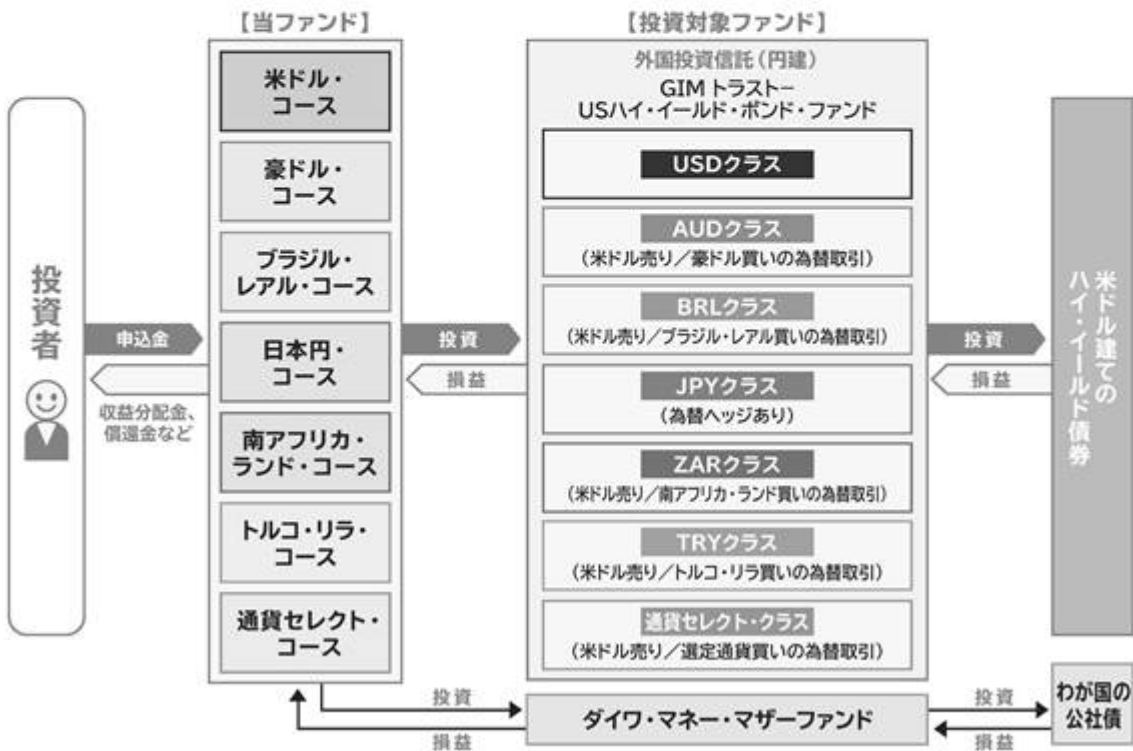 【当ファンド】
【投資対象ファンド】
投資者
申込金
収益分配金、
償還金など
米ドル・
コース
豪ドル・
コース
ブラジル・
レアル・コース
日本円・
コース
南アフリカ・
ランド・コース
トルコ・リラ・
コース
通貨セレクト・
コース
投資
損益
外国投資信託(円建)
GIM トラスト−
USハイ・イールド・ボンド・ファンド
USDクラス
AUDクラス
(米ドル売り/豪ドル買いの為替取引)
BRLクラス
(米ドル売り/ブラジル・レアル買いの為替取引)
JPYクラス
(為替ヘッジあり)
ZARクラス
(米ドル売り/南アフリカ・ランド買いの為替取引)
TRYクラス
(米ドル売り/トルコ・リラ買いの為替取引)
通貨セレクト・クラス
(米ドル売り/選定通貨買いの為替取引)
投資
損益
米ドル建ての
ハイ・イールド債券
投資
損益
ダイワ・マネー・マザーファンド
投資
損益
わが国の
公社債